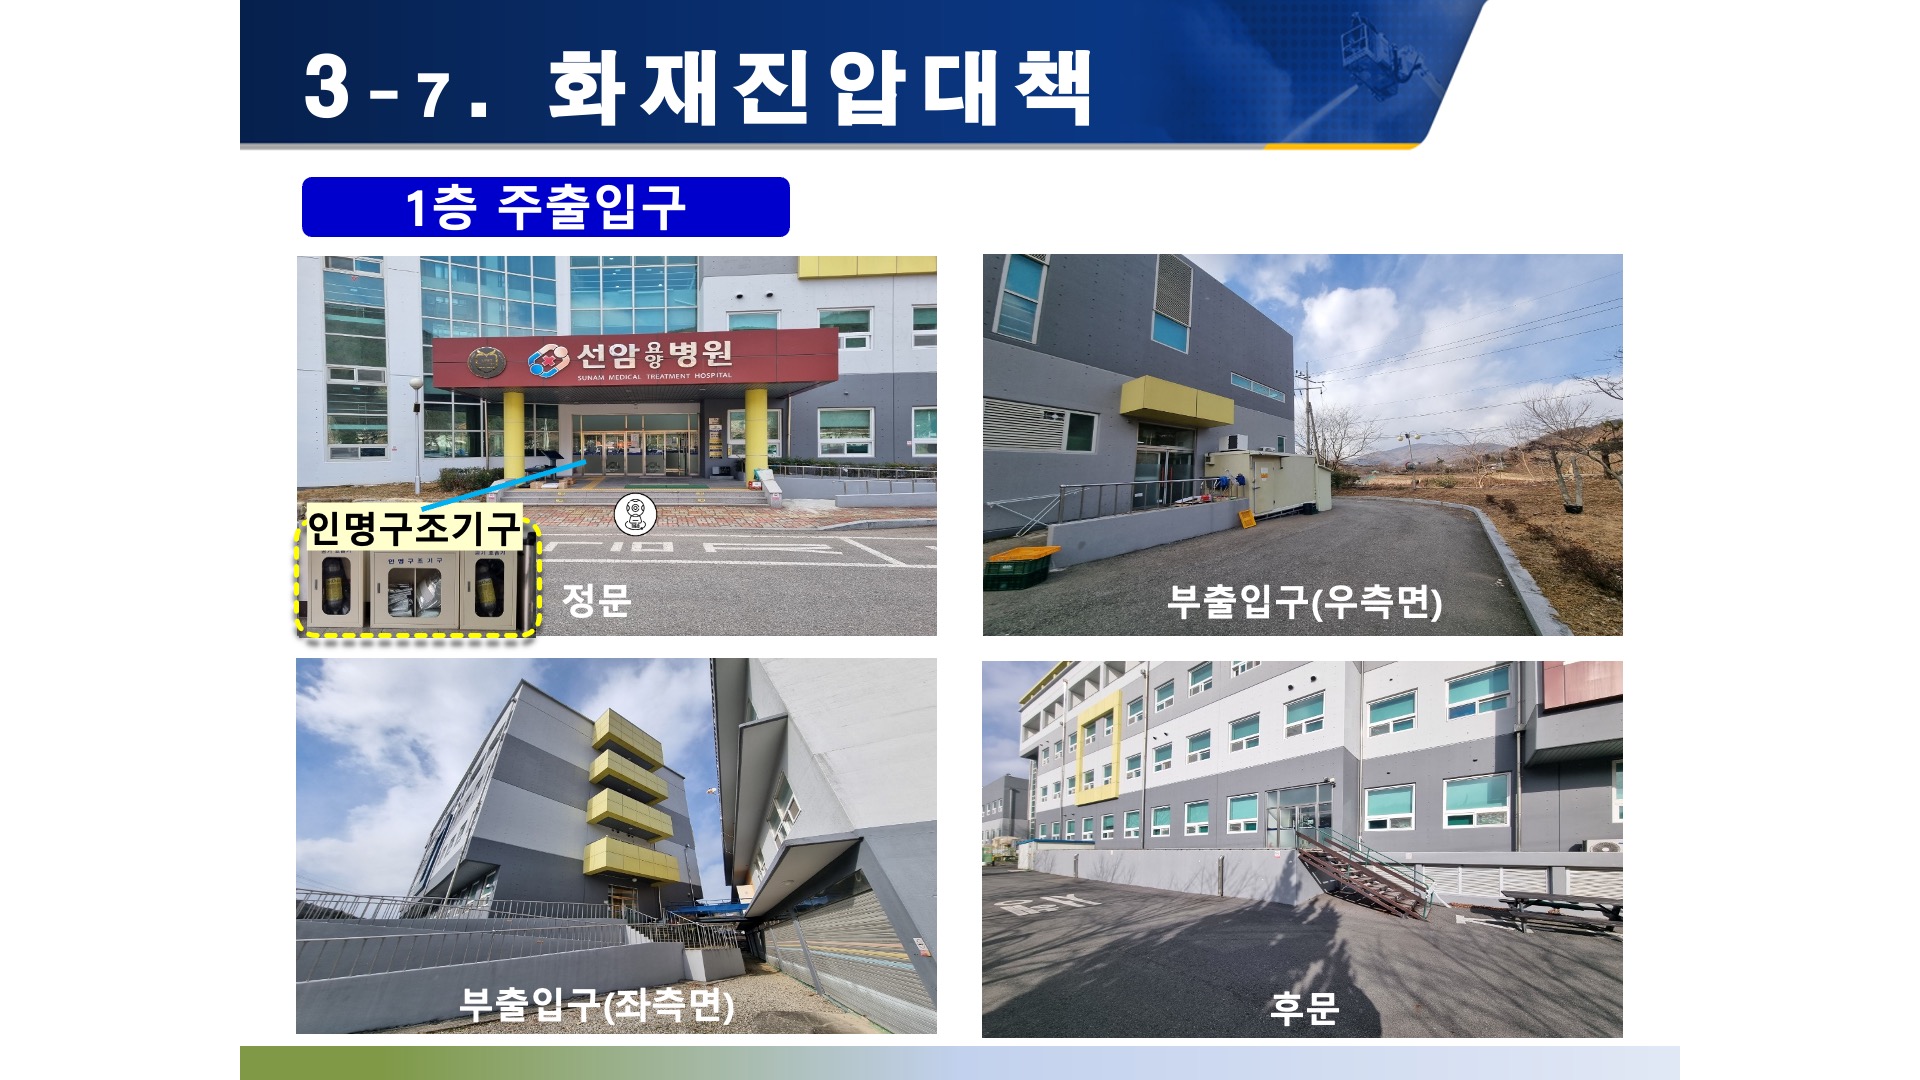 3-7. 화재진압대책
1층 주출입구
선암요양병원
SUNAM MEDICAL TREATMENT HOSPITAL
인명구조기구
인명구조기구
정문
부출입구(우측면)
부출입구(좌측면)
후문